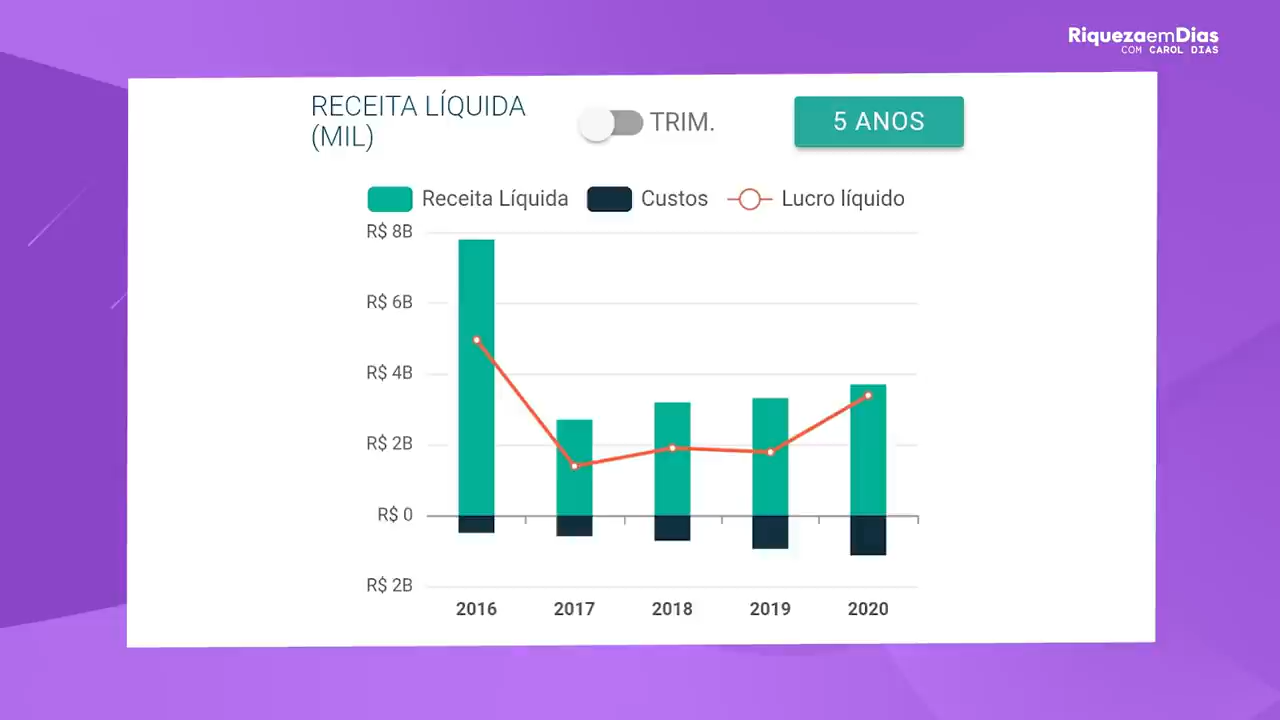 RiquezaemDias
COM CAROL DIAS
RECEITA LÍQUIDA
(MIL)
TRIM.
5 ANOS
Receita Líquida
Custos
Lucro líquido
R$ 8B
R$ 6B
R$ 4B
R$ 2B
R$ 0
R$ 2B
2016
2017
2018
2019
2020